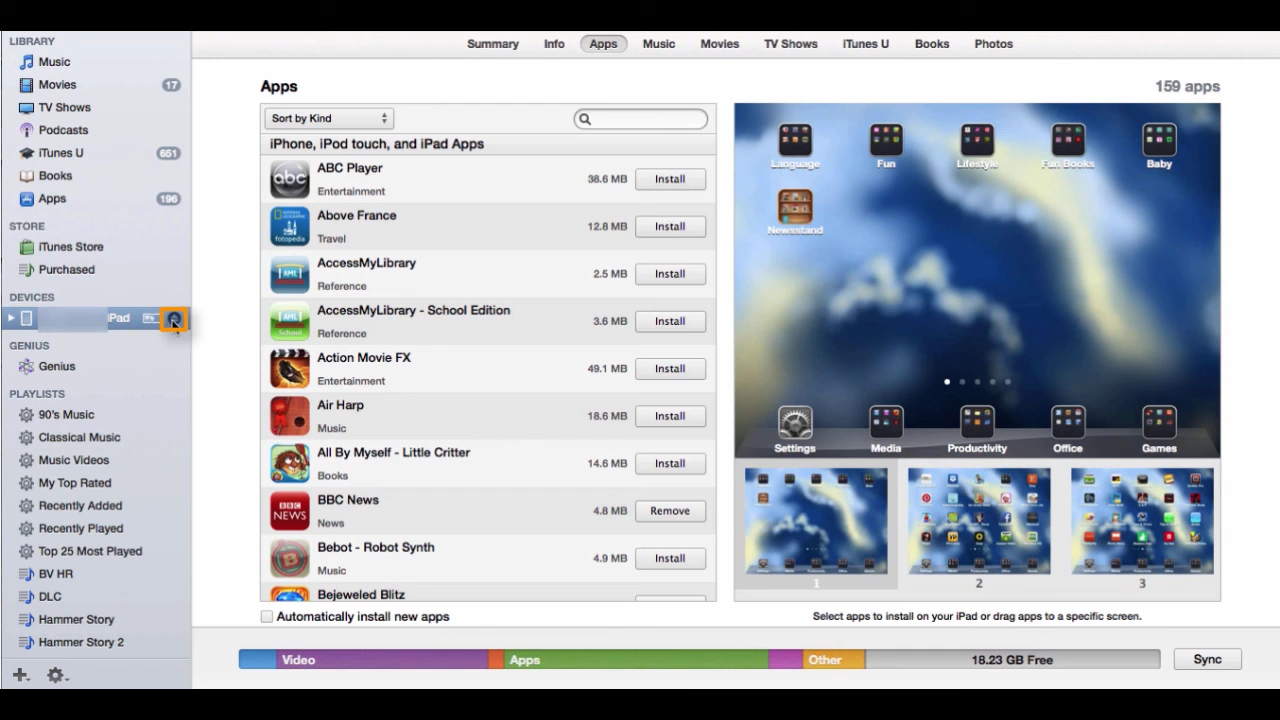 LIBRARY
Music
Movies 17
TV Shows
Podcasts
iTunes U 651
Books
Apps 196
STORE
iTunes Store
Purchased
DEVICES
iPad
GENIUS
Genius
PLAYLISTS
90's Music
Classical Music
Music Videos
My Top Rated
Recently Added
Recently Played
Top 25 Most Played
BV HR
DLC
Hammer Story
Hammer Story 2
Summary Info Apps Music Movies TV Shows iTunes U Books Photos
Apps 159 apps
Sort by Kind
iPhone, iPod touch, and iPad Apps
abc
ABC Player
Entertainment
38.6 MB Install
NATIONAL GEOGRAPHIC
fotopedia
Above France
Travel
12.8 MB Install
AML
AccessMyLibrary
Reference
2.5 MB Install
AML
School
AccessMyLibrary - School Edition
Reference
3.6 MB Install
Action Movie FX
Entertainment
49.1 MB Install
Air Harp
Music
18.6 MB Install
All By Myself - Little Critter
Books
14.6 MB Install
BBC
NEWS
BBC News
News
4.8 MB Remove
Bebot - Robot Synth
Music
4.9 MB Install
Bejeweled Blitz
Automatically install new apps
Language Fun Lifestyle Fun Books Baby
Newsstand
Settings Media Productivity Office Games
1 2 3
Select apps to install on your iPad or drag apps to a specific screen.
Video Apps Other 18.23 GB Free Sync